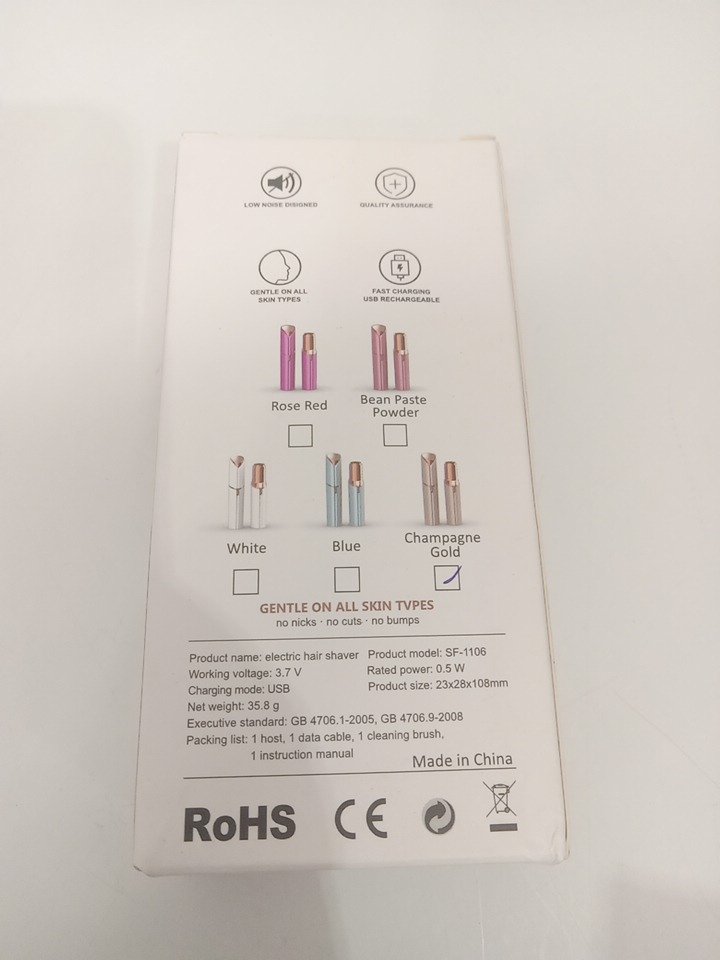 LOW NOISE DISIGNED
QUALITY ASSURANCE
GENTLE ON ALL
SKIN TYPES
FAST CHARGING
USB RECHARGEABLE
Rose Red
Bean Paste
Powder
White
Blue
Champagne
Gold
GENTLE ON ALL SKIN TVPES
no nicks · no cuts · no bumps
Product name: electric hair shaver
Product model: SF-1106
Working voltage: 3.7 V
Rated power: 0.5 W
Charging mode: USB
Product size: 23x28x108mm
Net weight: 35.8 g
Executive standard: GB 4706.1-2005, GB 4706.9-2008
Packing list: 1 host, 1 data cable, 1 cleaning brush,
1 instruction manual
Made in China
RoHS CE